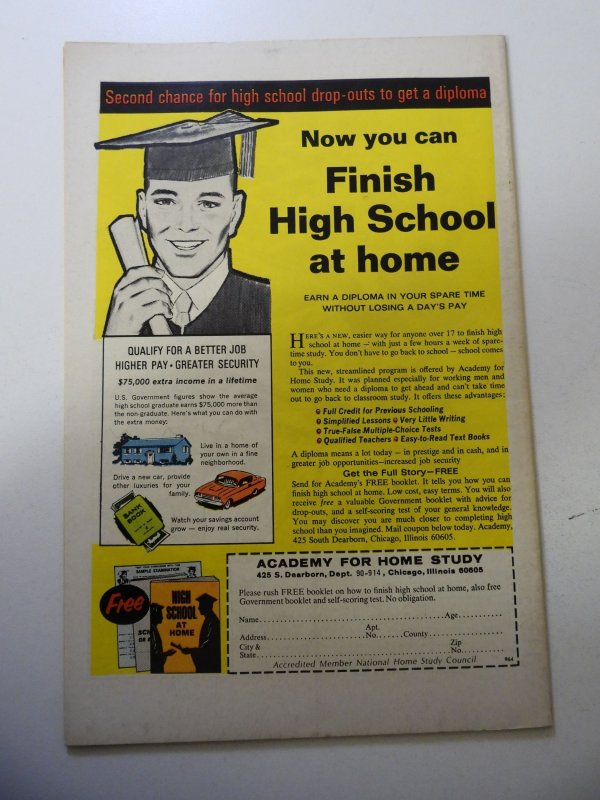 Second chance for high school drop-outs to get a diploma
Now you can
Finish
High School
at home
EARN A DIPLOMA IN YOUR SPARE TIME
WITHOUT LOSING A DAY'S PAY
HERE'S A NEW, easier way for anyone over 17 to finish high
school at home — with just a few hours a week of spare-
time study. You don't have to go back to school — school comes
to you.
This new, streamlined program is offered by Academy for
Home Study. It was planned especially for working men and
women who need a diploma to get ahead and can't take time
out to go back to classroom study. It offers these advantages:
Full Credit for Previous Schooling
Simplified Lessons Very Little Writing
True-False Multiple-Choice Tests
Qualified Teachers Easy-to-Read Text Books
A diploma means a lot today — in prestige and in cash, and in
greater job opportunities—increased job security
Get the Full Story—FREE
Send for Academy's FREE booklet. It tells you how you can
finish high school at home. Low cost, easy terms. You will also
receive free a valuable Government booklet with advice for
drop-outs, and a self-scoring test of your general knowledge.
You may discover you are much closer to completing high
school than you imagined. Mail coupon below today. Academy,
425 South Dearborn, Chicago, Illinois 60605.
QUALIFY FOR A BETTER JOB
HIGHER PAY • GREATER SECURITY
$75,000 extra income in a lifetime
U.S. Government figures show the average
high school graduate earns $75,000 more than
the non-graduate. Here's what you can do with
the extra money:
Live in a home of
your own in a fine
neighborhood.
Drive a new car, provide
other luxuries for your
family.
BANK
BOOK
Watch your savings account
grow — enjoy real security.
SAMPLE EXAMINATION
Free
HIGH
SCHOOL
AT
HOME
ACADEMY FOR HOME STUDY
425 S. Dearborn, Dept. 90-914, Chicago, Illinois 60605
Please rush FREE booklet on how to finish high school at home, also free
Government booklet and self-scoring test. No obligation.
Name Age
Apt.
Address No. County
City & Zip
State No.
Accredited Member National Home Study Council 964